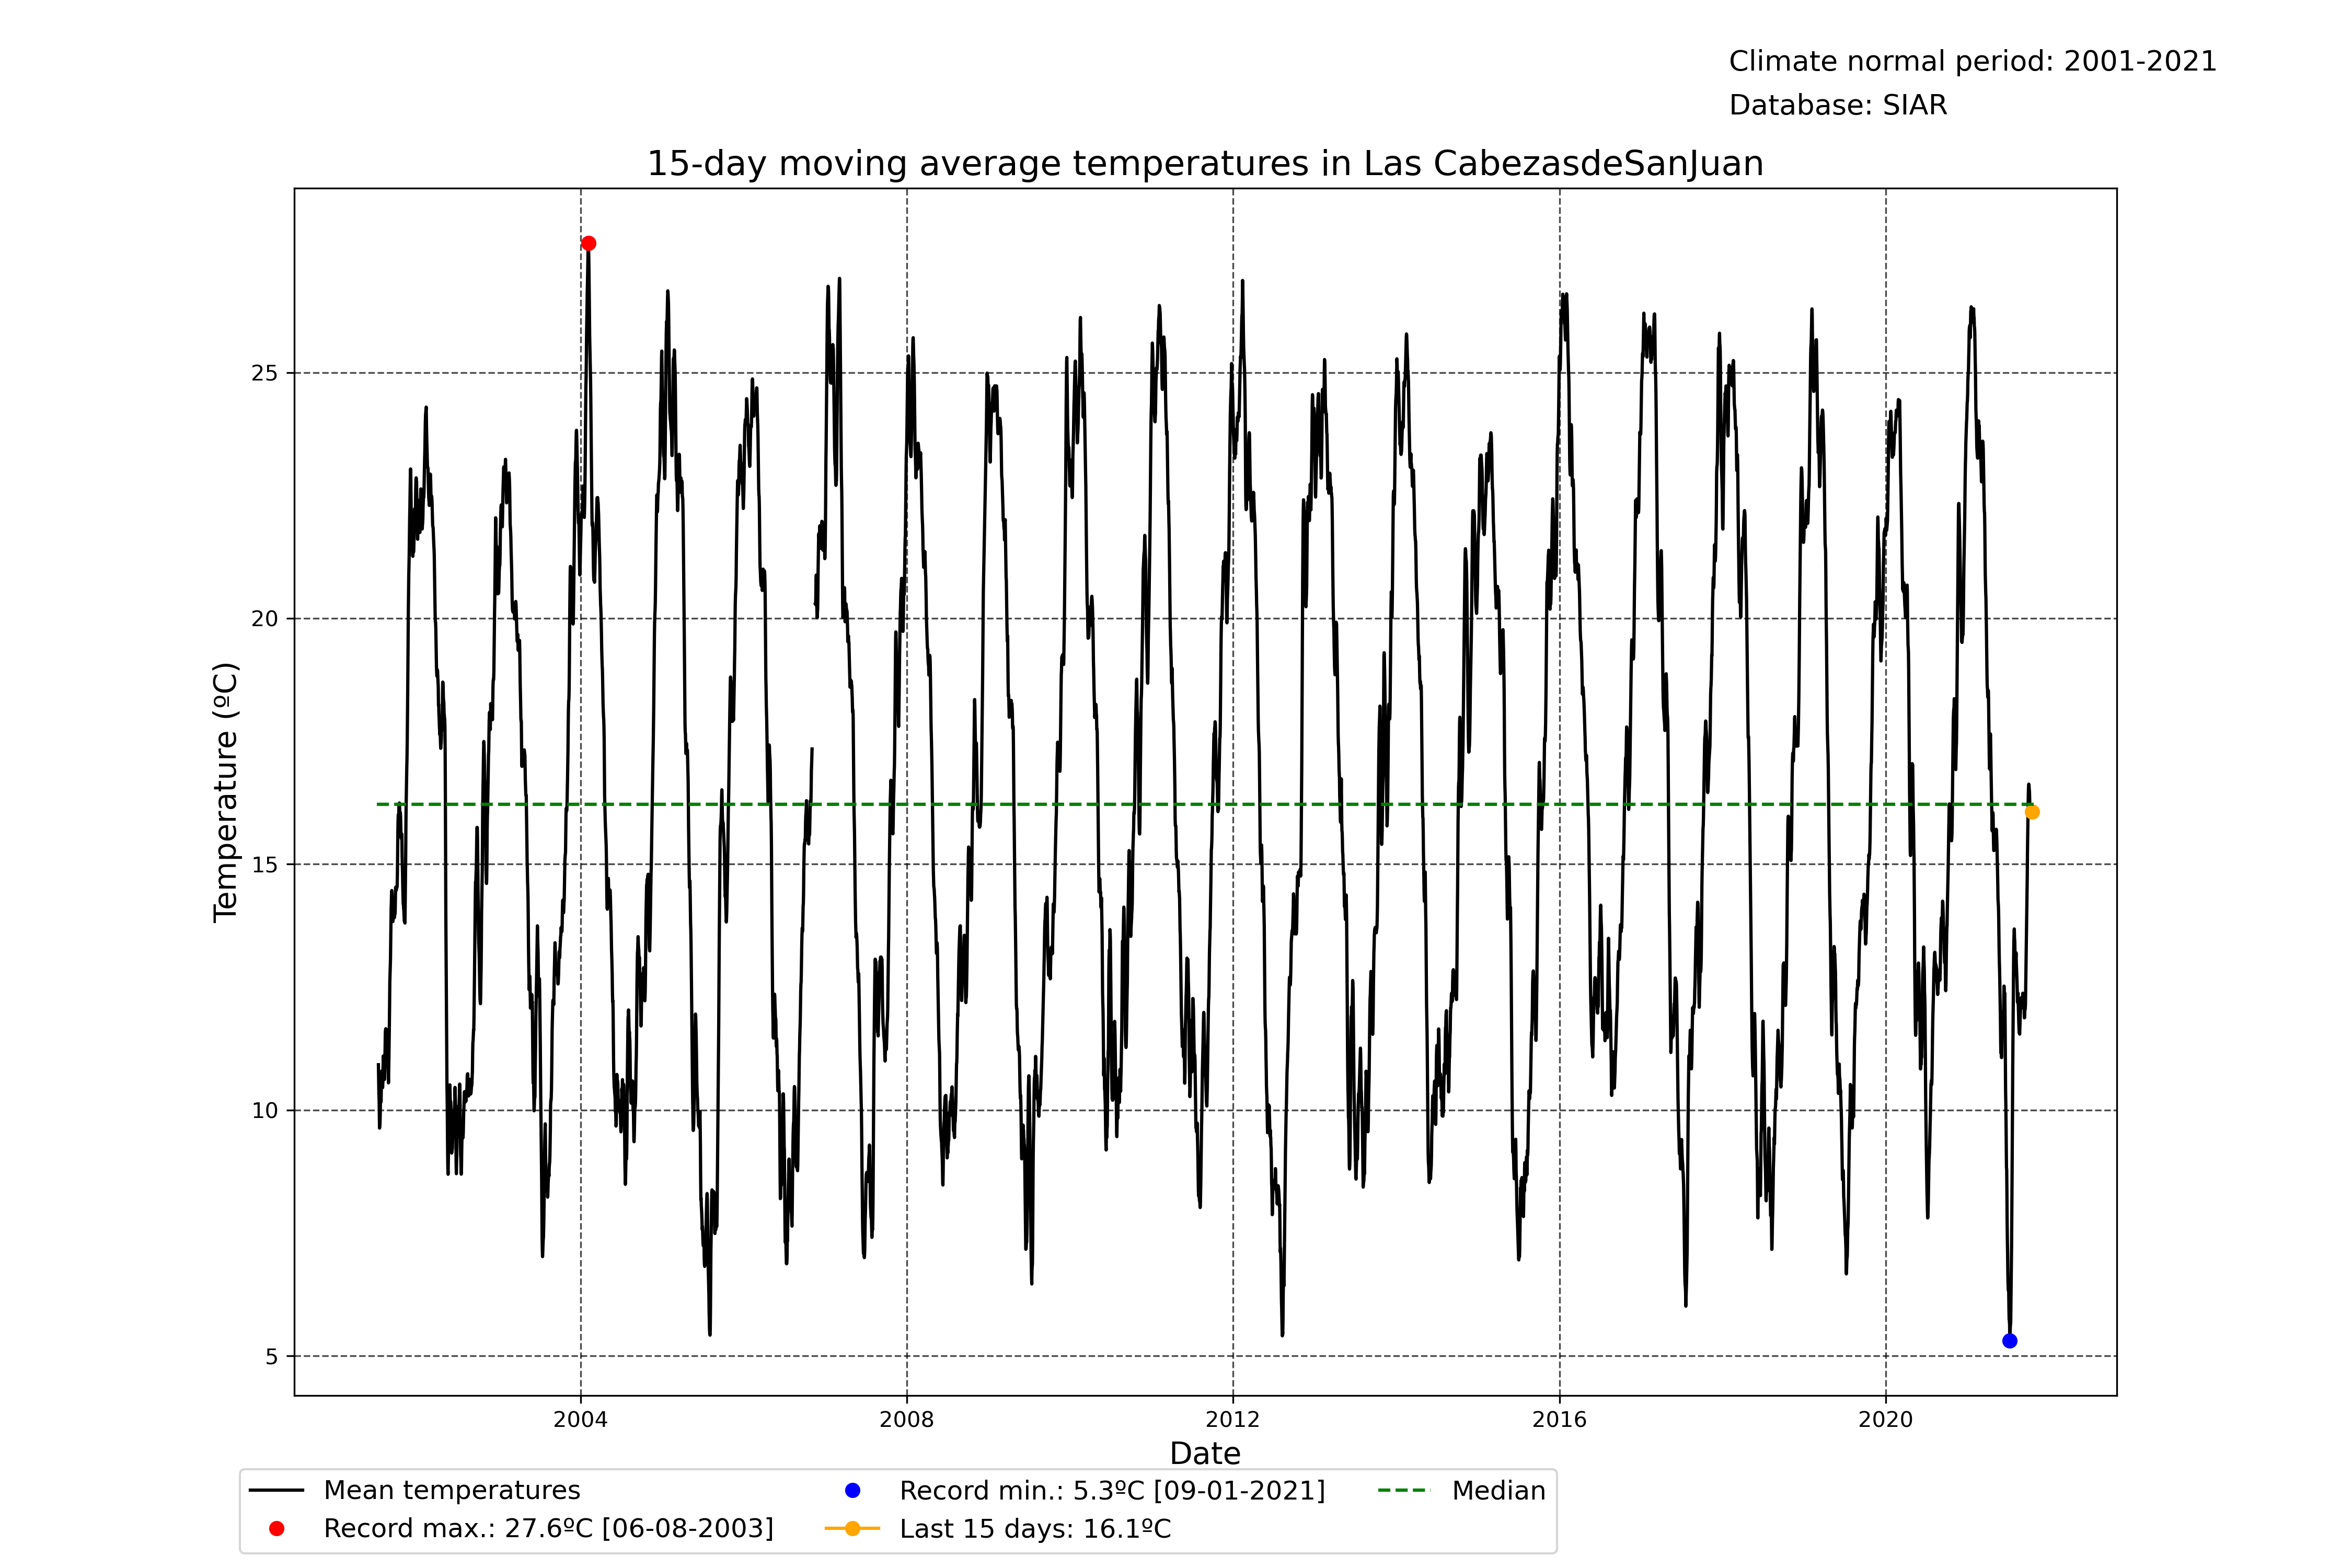 Climate normal period: 2001-2021
Database: SIAR
15-day moving average temperatures in Las CabezasdeSanJuan
Temperature (ºC)
25
20
15
10
5
2004 2008 2012 2016 2020
Date
Mean temperatures
Record max.: 27.6ºC [06-08-2003]
Record min.: 5.3ºC [09-01-2021]
Last 15 days: 16.1ºC
Median